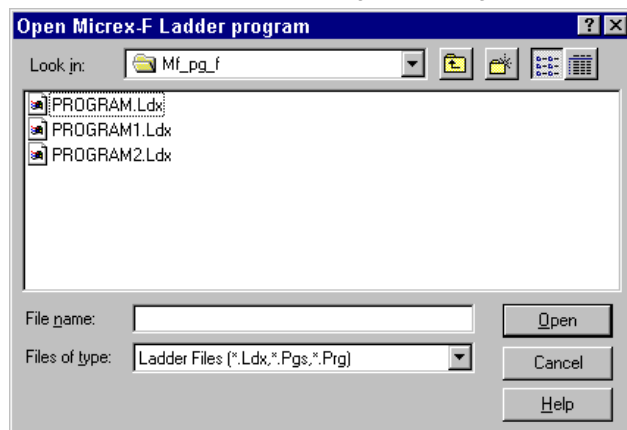 Open Micrex-F Ladder program
Look in: Mf_pg_f
PROGRAM.Ldx
PROGRAM1.Ldx
PROGRAM2.Ldx
File name: Open
Files of type: Ladder Files (*.Ldx,*.Pgs,*.Prg) Cancel
Help